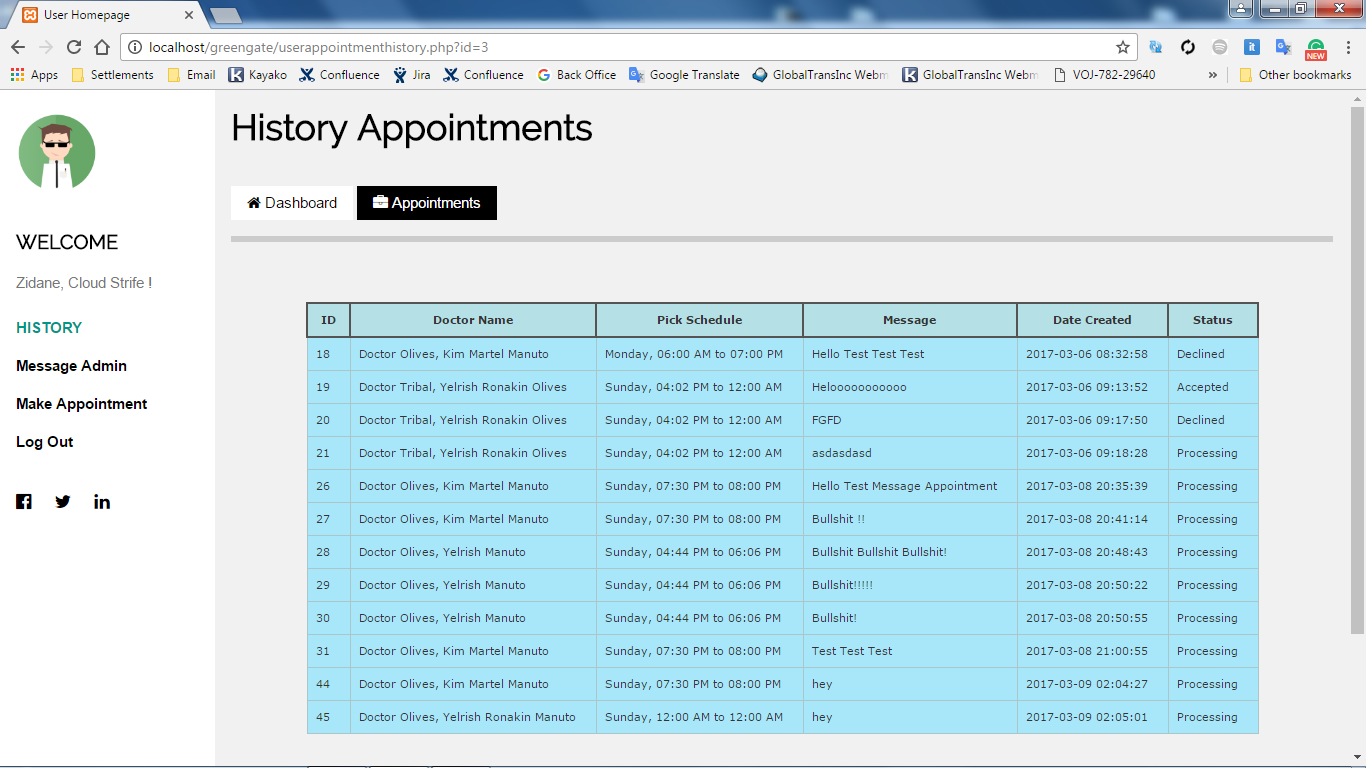 User Homepage
localhost/greengate/userappointmenthistory.php?id=3
it
NEW
Apps Settlements Email Kayako Confluence Jira Confluence Back Office Google Translate GlobalTransInc Webm GlobalTransInc Webm VOJ-782-29640 » Other bookmarks
History Appointments
Dashboard Appointments
WELCOME
Zidane, Cloud Strife !
HISTORY
Message Admin
Make Appointment
Log Out
ID Doctor Name Pick Schedule Message Date Created Status
18 Doctor Olives, Kim Martel Manuto Monday, 06:00 AM to 07:00 PM Hello Test Test Test 2017-03-06 08:32:58 Declined
19 Doctor Tribal, Yelrish Ronakin Olives Sunday, 04:02 PM to 12:00 AM Helooooooooooo 2017-03-06 09:13:52 Accepted
20 Doctor Tribal, Yelrish Ronakin Olives Sunday, 04:02 PM to 12:00 AM FGFD 2017-03-06 09:17:50 Declined
21 Doctor Tribal, Yelrish Ronakin Olives Sunday, 04:02 PM to 12:00 AM asdasdasd 2017-03-06 09:18:28 Processing
26 Doctor Olives, Kim Martel Manuto Sunday, 07:30 PM to 08:00 PM Hello Test Message Appointment 2017-03-08 20:35:39 Processing
27 Doctor Olives, Kim Martel Manuto Sunday, 07:30 PM to 08:00 PM Bullshit !! 2017-03-08 20:41:14 Processing
28 Doctor Olives, Yelrish Manuto Sunday, 04:44 PM to 06:06 PM Bullshit Bullshit Bullshit! 2017-03-08 20:48:43 Processing
29 Doctor Olives, Yelrish Manuto Sunday, 04:44 PM to 06:06 PM Bullshit!!!!! 2017-03-08 20:50:22 Processing
30 Doctor Olives, Yelrish Manuto Sunday, 04:44 PM to 06:06 PM Bullshit! 2017-03-08 20:50:55 Processing
31 Doctor Olives, Kim Martel Manuto Sunday, 07:30 PM to 08:00 PM Test Test Test 2017-03-08 21:00:55 Processing
44 Doctor Olives, Kim Martel Manuto Sunday, 07:30 PM to 08:00 PM hey 2017-03-09 02:04:27 Processing
45 Doctor Olives, Yelrish Ronakin Manuto Sunday, 12:00 AM to 12:00 AM hey 2017-03-09 02:05:01 Processing